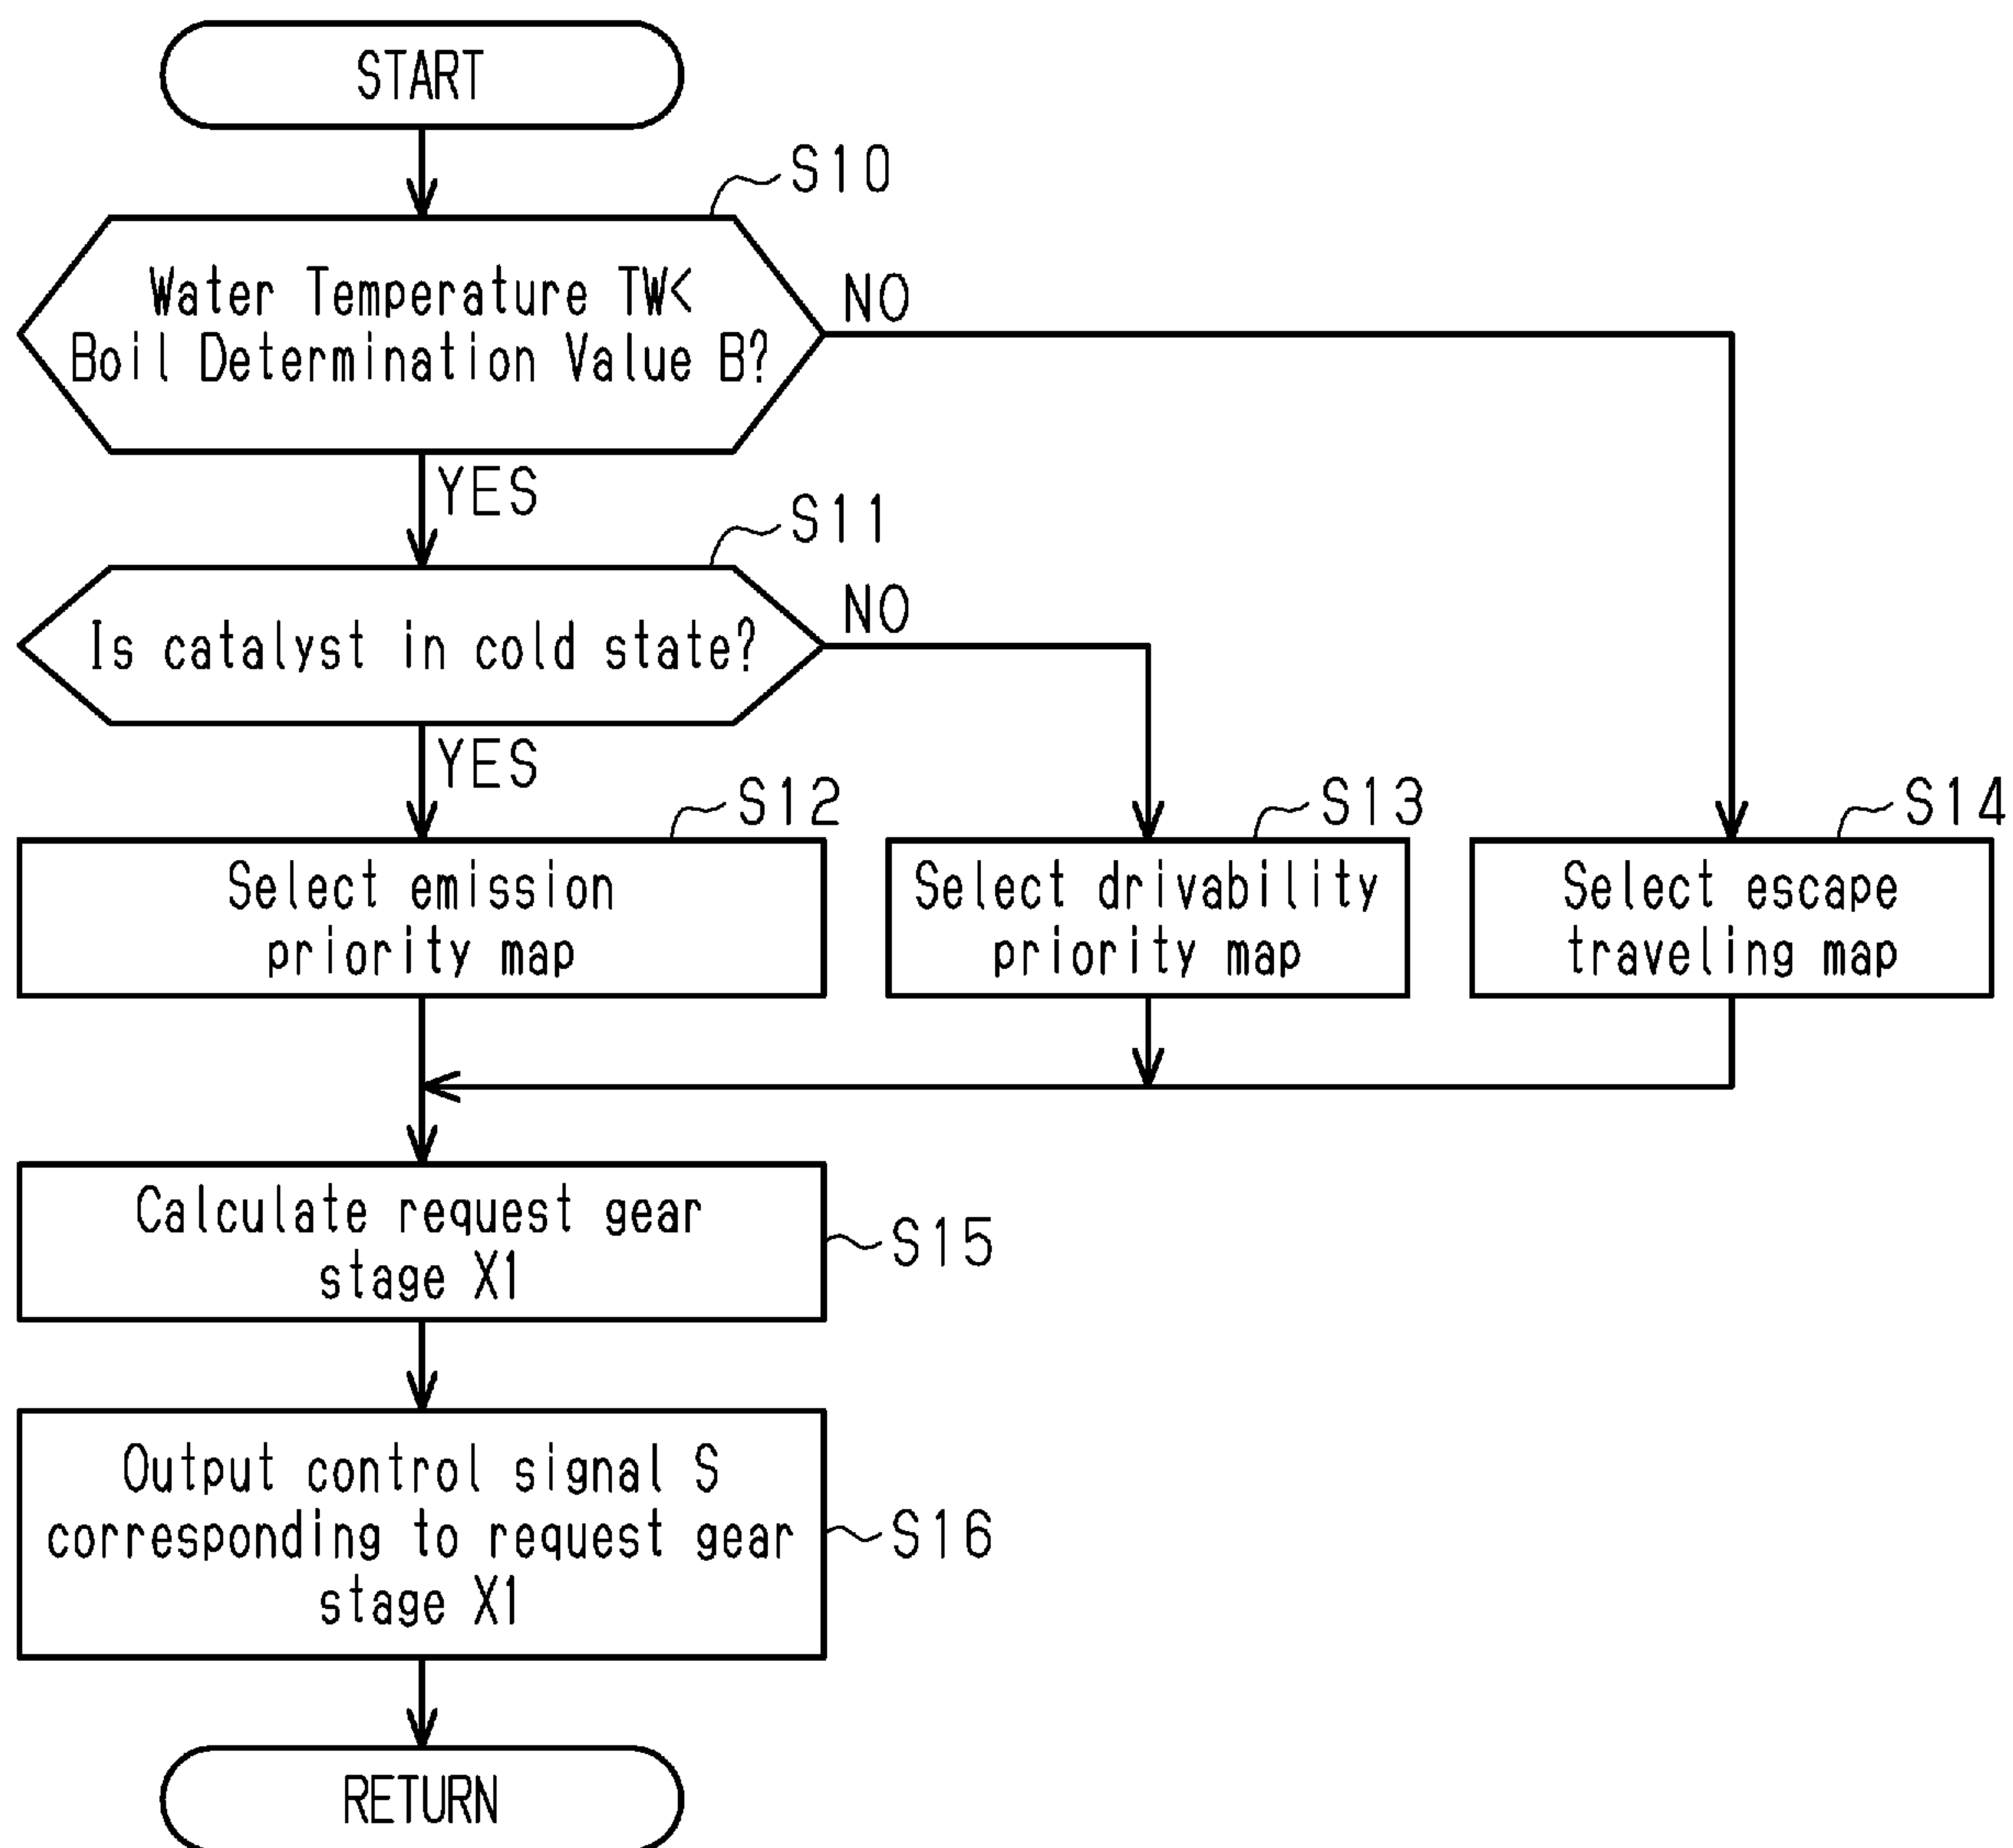 START
S10
Water Temperature TW<
Boil Determination Value B?
NO
YES
S11
Is catalyst in cold state?
NO
YES
S12
Select emission
priority map
S13
Select drivability
priority map
S14
Select escape
traveling map
Calculate request gear
stage X1
S15
Output control signal S
corresponding to request gear
stage X1
S16
RETURN